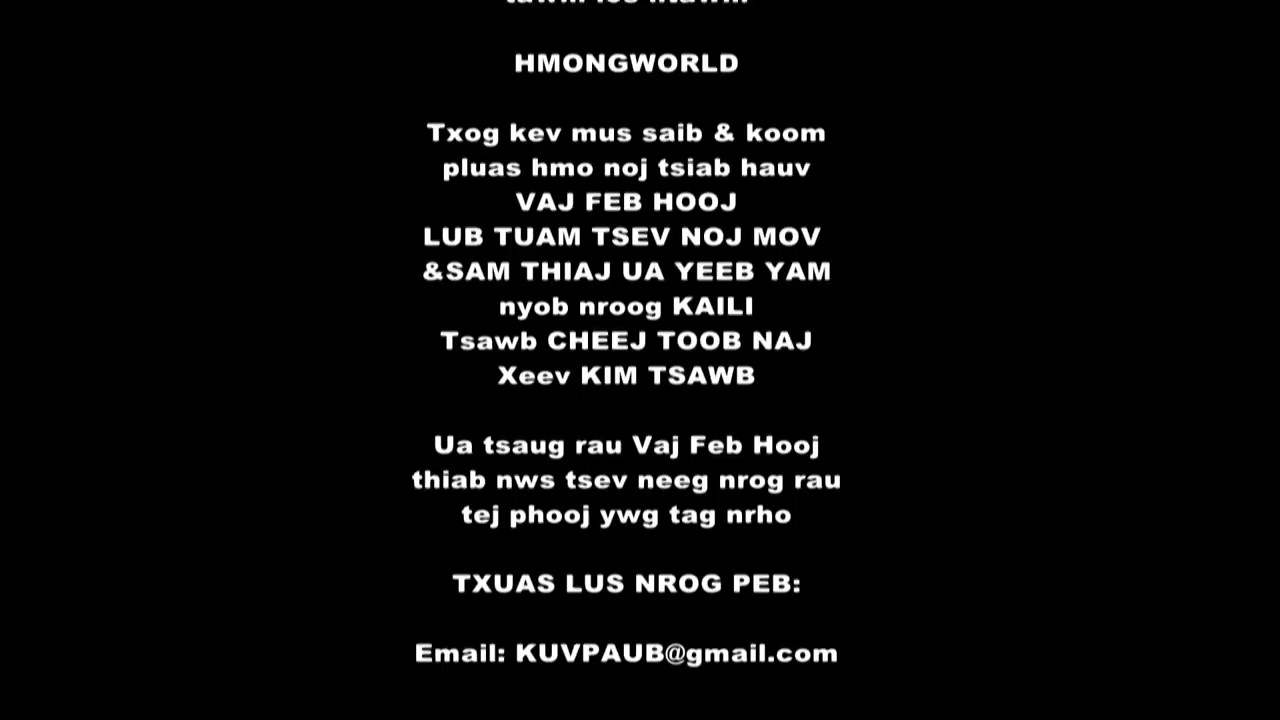 HMONGWORLD
Txog kev mus saib & koom
pluas hmo noj tsiab hauv
VAJ FEB HOOJ
LUB TUAM TSEV NOJ MOV
&SAM THIAJ UA YEEB YAM
nyob nroog KAILI
Tsawb CHEEJ TOOB NAJ
Xeev KIM TSAWB
Ua tsaug rau Vaj Feb Hooj
thiab nws tsev neeg nrog rau
tej phooj ywg tag nrho
TXUAS LUS NROG PEB:
Email: KUVPAUB@gmail.com